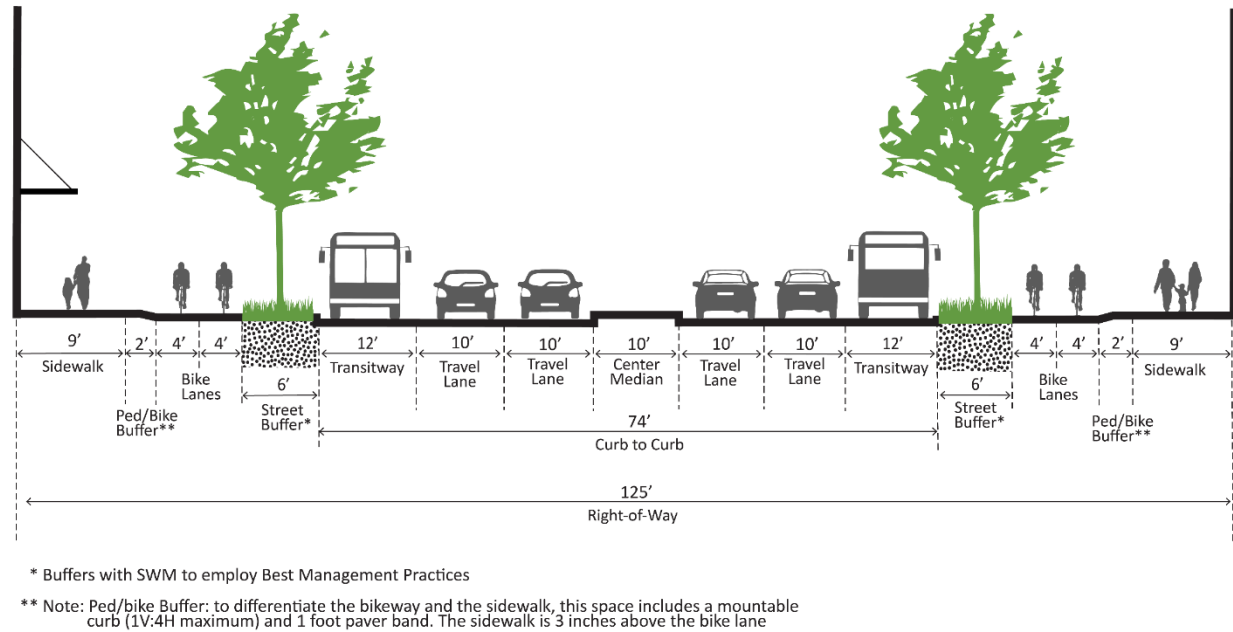 9’ 2’ 4’ 4’ 12’ 10’ 10’ 10’ 10’ 10’ 12’ 4’ 4’ 2’ 9’
Sidewalk
Bike
Lanes
Ped/Bike
Buffer**
6’
Street
Buffer*
Transitway
Travel
Lane
Travel
Lane
Center
Median
Travel
Lane
Travel
Lane
Transitway
6’
Street
Buffer*
Bike
Lanes
Ped/Bike
Buffer**
Sidewalk
74’
Curb to Curb
125’
Right-of-Way
* Buffers with SWM to employ Best Management Practices
** Note: Ped/bike Buffer: to differentiate the bikeway and the sidewalk, this space includes a mountable
curb (1V:4H maximum) and 1 foot paver band. The sidewalk is 3 inches above the bike lane